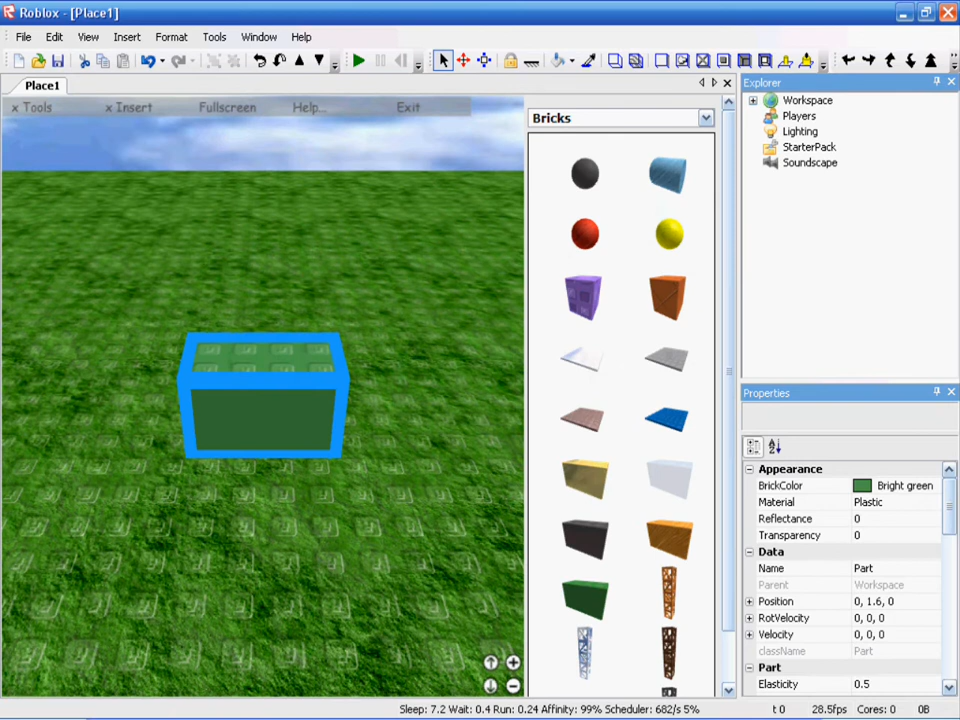 Roblox - [Place1]
File Edit View Insert Format Tools Window Help
Place1
x Tools x Insert Fullscreen Help... Exit
Bricks
Explorer
Workspace
Players
Lighting
StarterPack
Soundscape
Properties
Appearance
BrickColor Bright green
Material Plastic
Reflectance 0
Transparency 0
Data
Name Part
Parent Workspace
Position 0, 1.6, 0
RotVelocity 0, 0, 0
Velocity 0, 0, 0
className Part
Part
Elasticity 0.5
Sleep: 7.2 Wait: 0.4 Run: 0.24 Affinity: 99% Scheduler: 682/s 5% t 0 28.5fps Cores: 0 0B